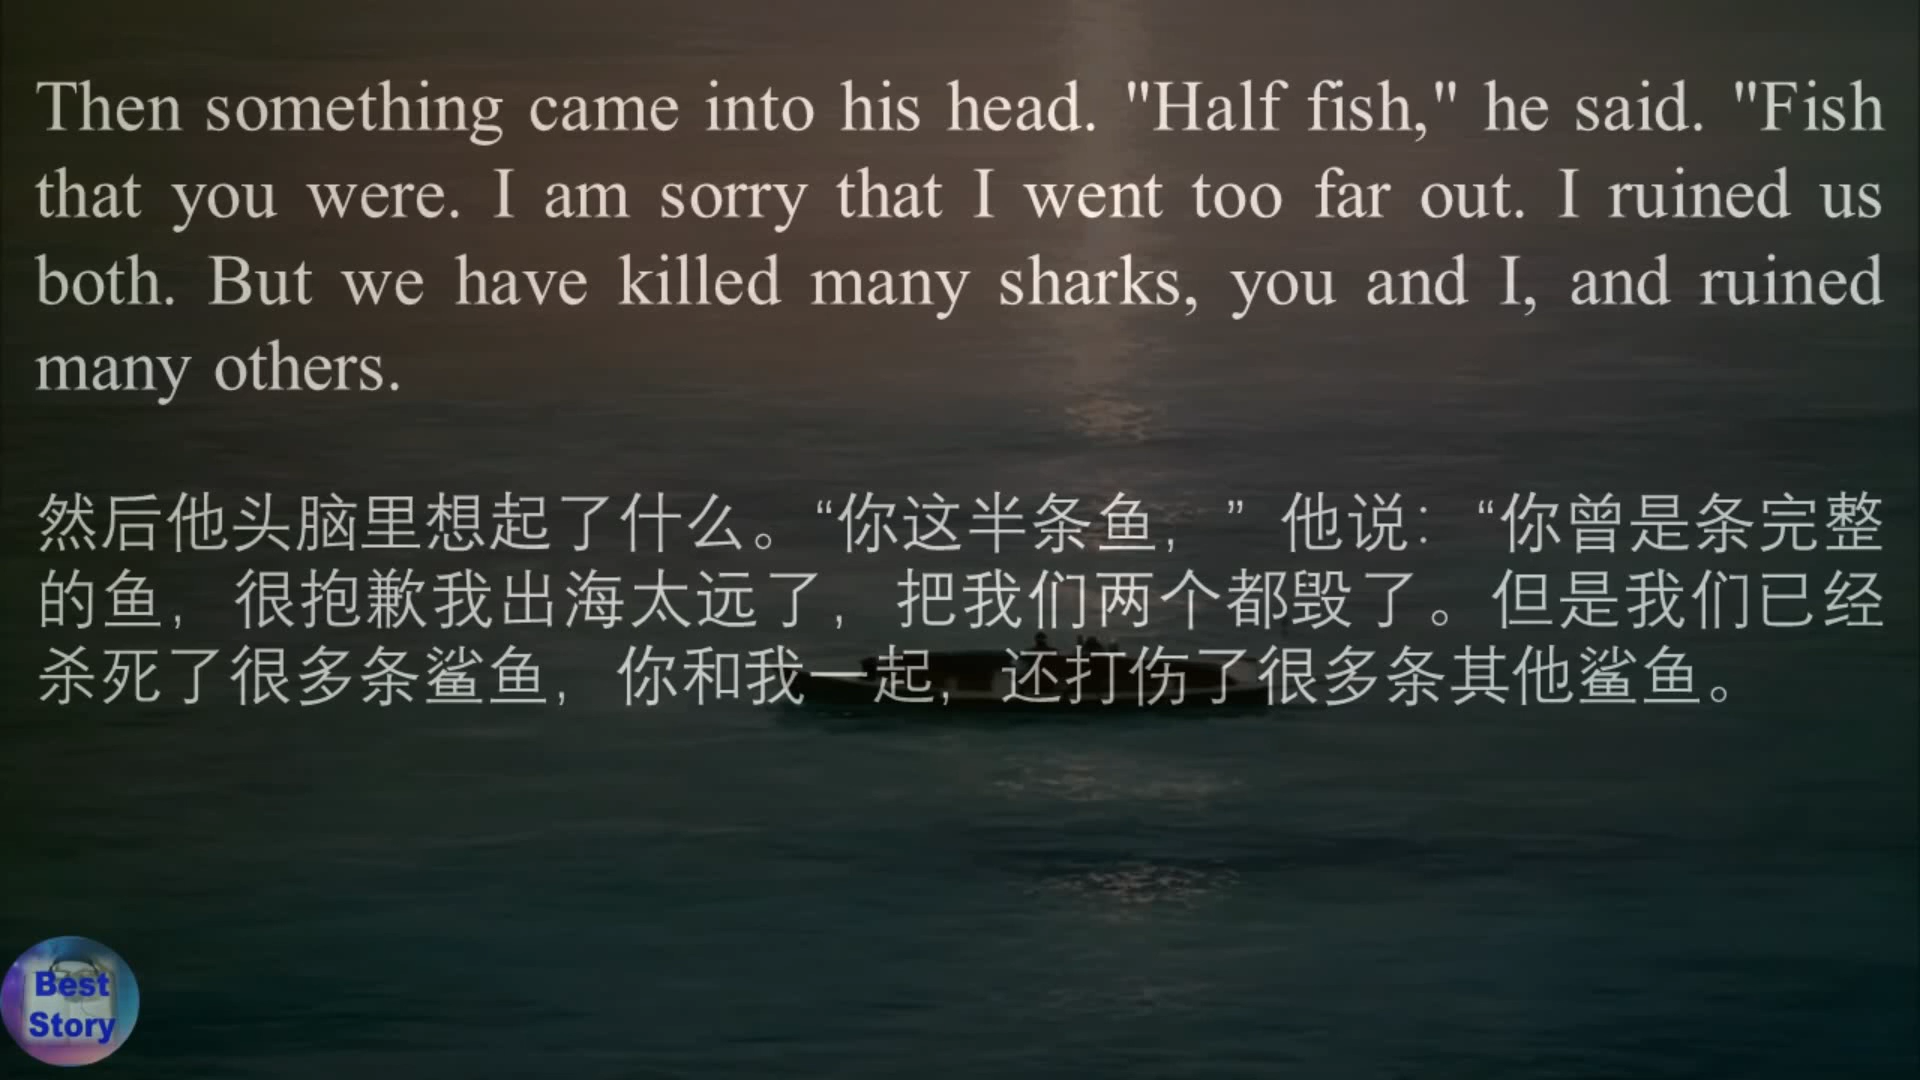 Then something came into his head. "Half fish," he said. "Fish
that you were. I am sorry that I went too far out. I ruined us
both. But we have killed many sharks, you and I, and ruined
many others.
然后他头脑里想起了什么。“你这半条鱼，” 他说：“你曾是条完整
的鱼，很抱歉我出海太远了，把我们两个都毁了。但是我们已经
杀死了很多条鲨鱼，你和我一起，还打伤了很多条其他鲨鱼。
Best
Story